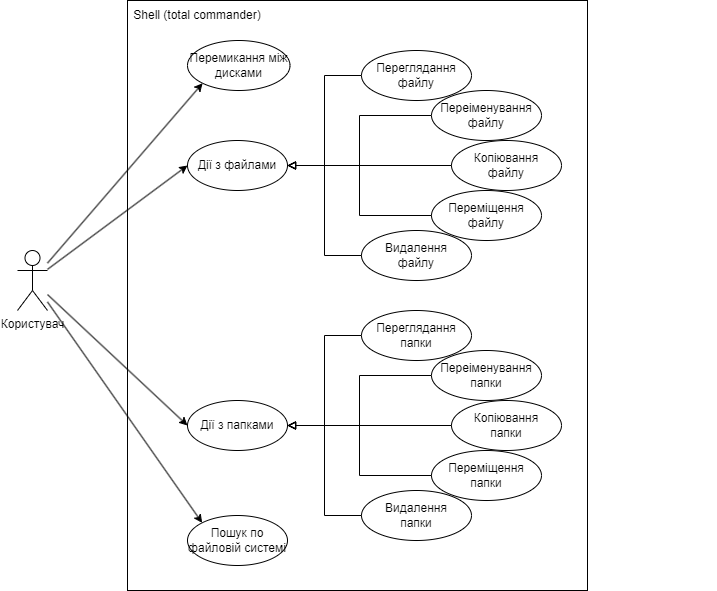 Shell (total commander)
Перемикання між
дисками
Переглядання
файлу
Переіменування
файлу
Дії з файлами
Копіювання
файлу
Переміщення
файлу
Видалення
файлу
Користувач
Переглядання
папки
Переіменування
папки
Дії з папками
Копіювання
папки
Переміщення
папки
Видалення
папки
Пошук по
файловій системі